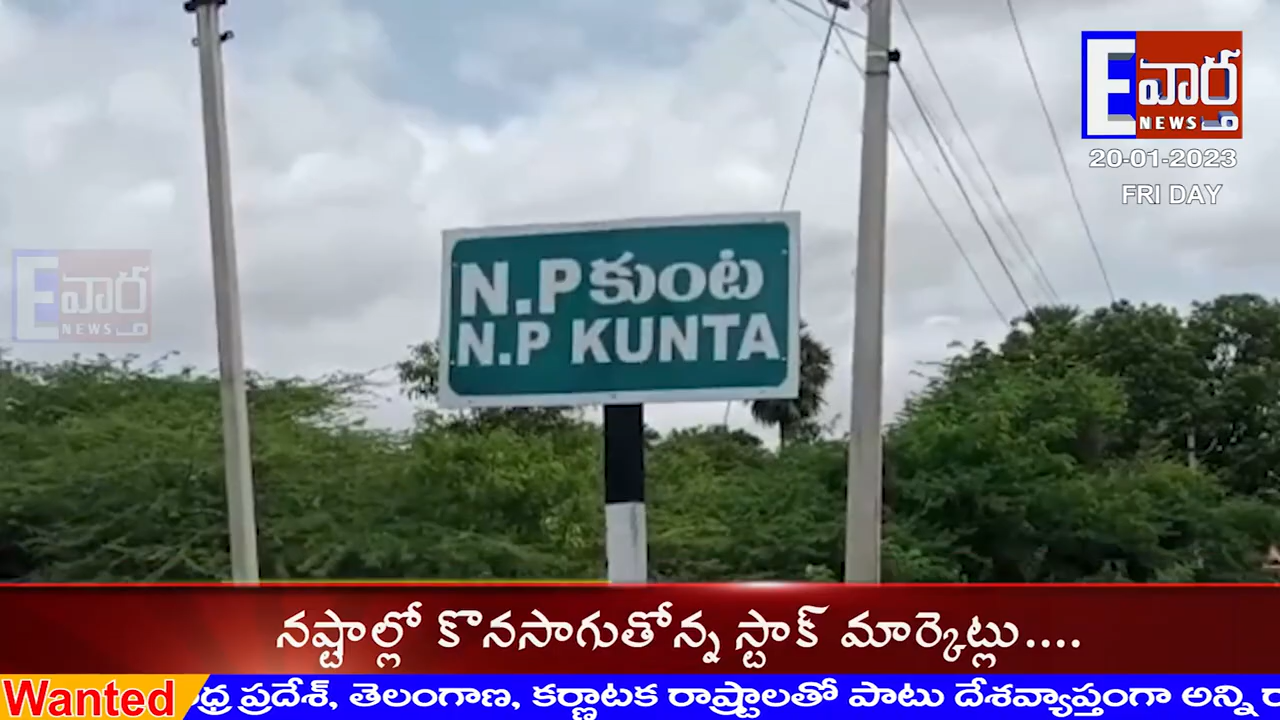 E వార్త
NEWS
20-01-2023
FRI DAY
E వార్త
NEWS
N.P కుంట
N.P KUNTA
నష్టాల్లో కొనసాగుతోన్న స్టాక్ మార్కెట్లు....
Wanted
ప్రదేశ్, తెలంగాణ, కర్ణాటక రాష్ట్రాలతో పాటు దేశవ్యాప్తంగా అన్ని